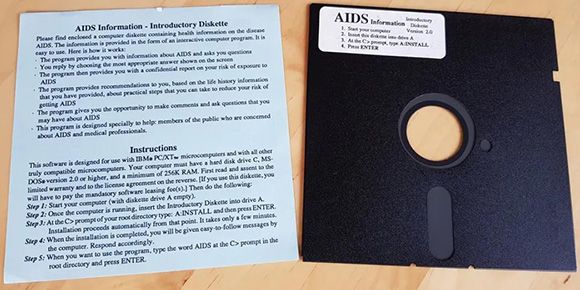 AIDS Information - Introductory Diskette
Please find enclosed a computer diskette containing health information on the disease
AIDS. The information is provided in the form of an interactive computer program. It is
easy to use. Here is how it works:
· The program provides you with information about AIDS and asks you questions
· You reply by choosing the most appropriate answer shown on the screen
· The program then provides you with a confidential report on your risk of exposure to
AIDS
· The program provides recommendations to you, based on the life history information
that you have provided, about practical steps that you can take to reduce your risk of
getting AIDS
· The program gives you the opportunity to make comments and ask questions that you
may have about AIDS
· This program is designed specially to help: members of the public who are concerned
about AIDS and medical professionals.
Instructions
This software is designed for use with IBM® PC/XT™ microcomputers and with all other
truly compatible microcomputers. Your computer must have a hard disk drive C, MS-
DOS® version 2.0 or higher, and a minimum of 256K RAM. First read and assent to the
limited warranty and to the license agreement on the reverse. [If you use this diskette, you
will have to pay the mandatory software leasing fee(s).] Then do the following:
Step 1: Start your computer (with diskette drive A empty).
Step 2: Once the computer is running, insert the Introductory Diskette into drive A.
Step 3: At the C> prompt of your root directory type: A:INSTALL and then press ENTER.
Installation proceeds automatically from that point. It takes only a few minutes.
Step 4: When the installation is completed, you will be given easy-to-follow messages by
the computer. Respond accordingly.
Step 5: When you want to use the program, type the word AIDS at the C> prompt in the
root directory and press ENTER.
AIDS Information Introductory
Diskette
Version 2.0
1. Start your computer
2. Insert this diskette into drive A
3. At the C> prompt, type A:INSTALL
4. Press ENTER